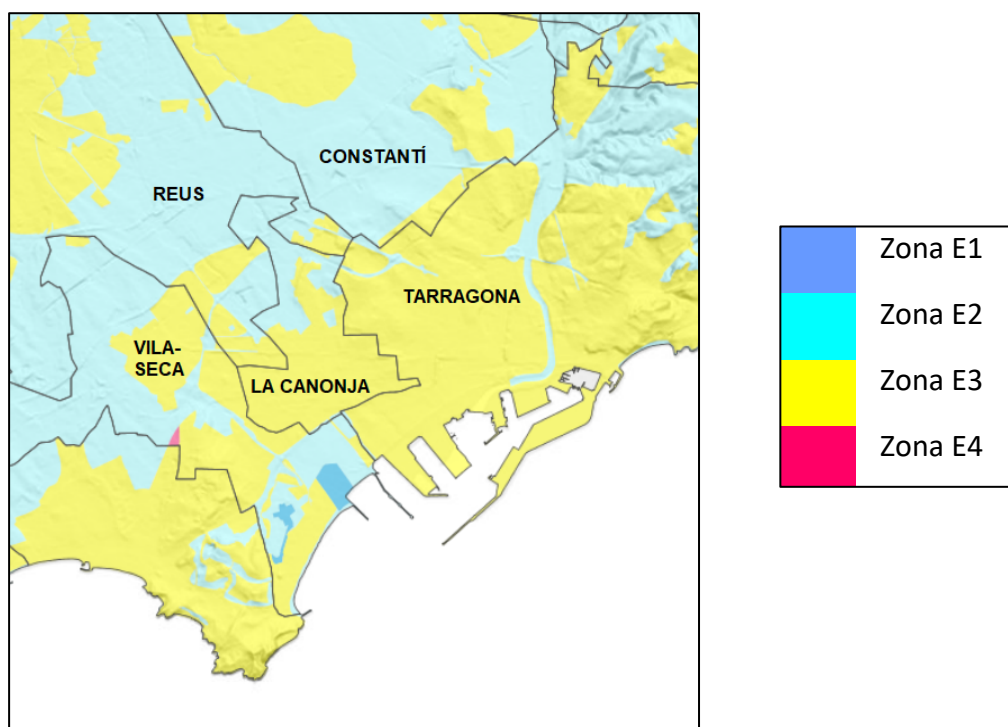 CONSTANTÍ
REUS
TARRAGONA
VILA-
SECA
LA CANONJA
Zona E1
Zona E2
Zona E3
Zona E4